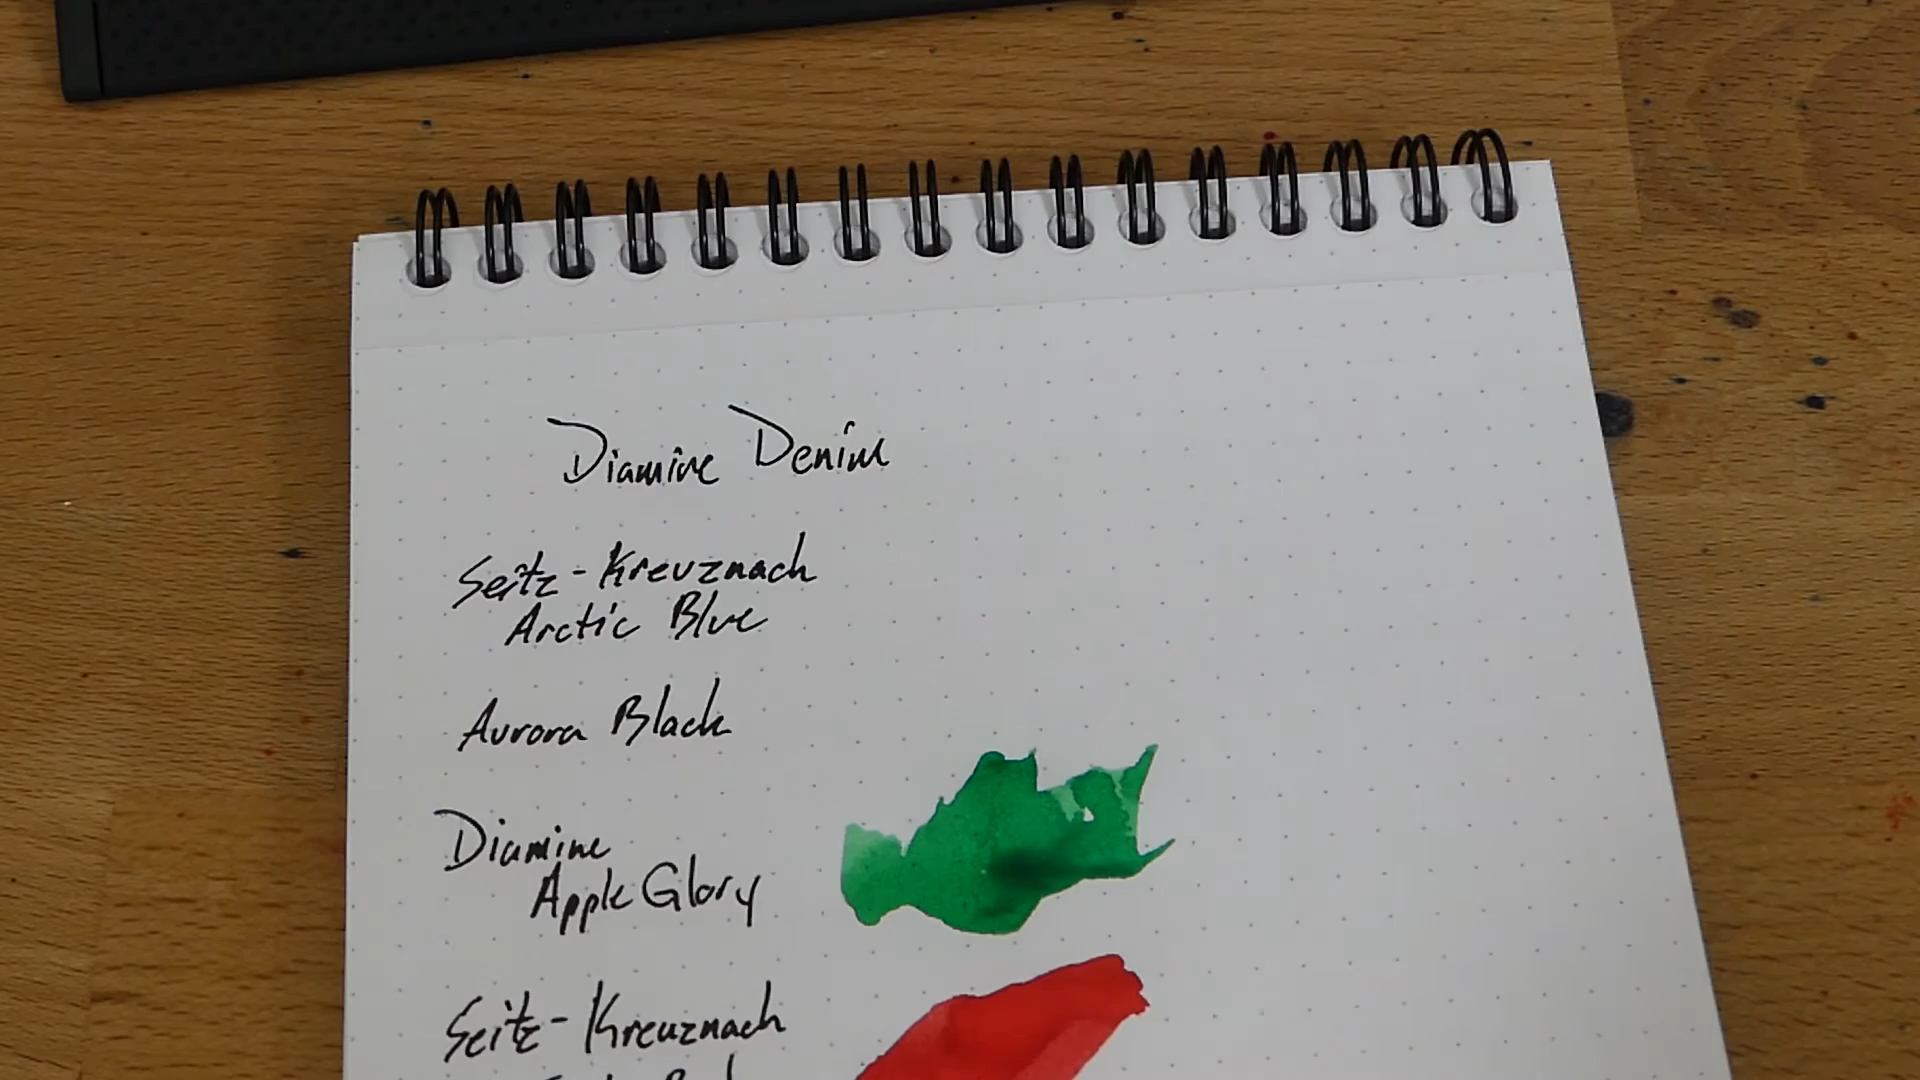 Diamine Denim
Seitz-Kreuznach
Arctic Blue
Aurora Black
Diamine
Apple Glory
Seitz-Kreuznach